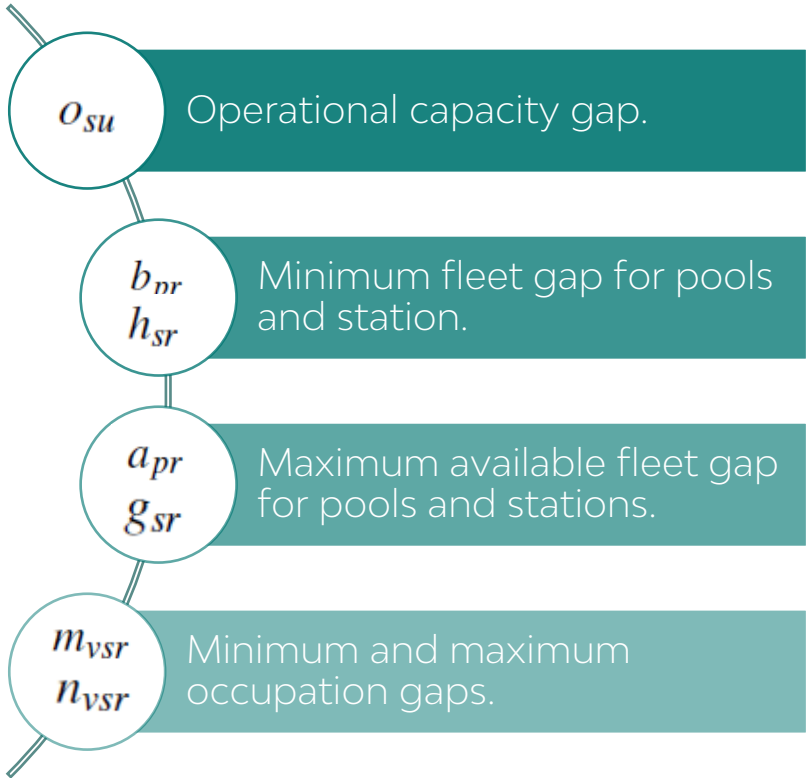 o_su
Operational capacity gap.
b_pr
h_sr
Minimum fleet gap for pools
and station.
a_pr
g_sr
Maximum available fleet gap
for pools and stations.
m_vsr
n_vsr
Minimum and maximum
occupation gaps.